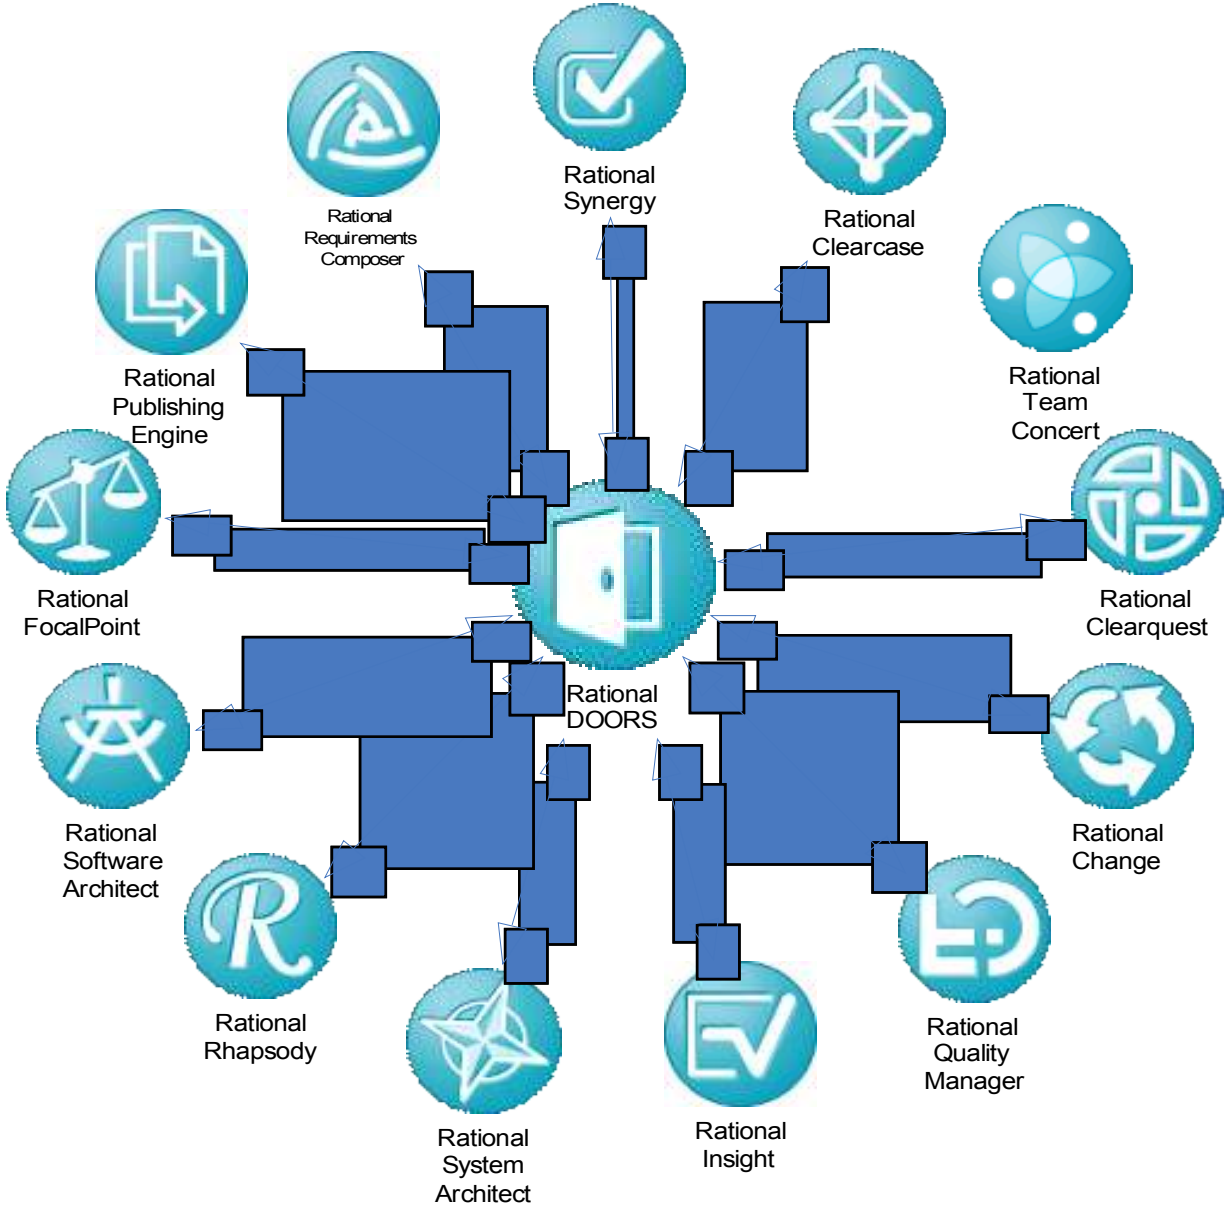 Rational
Synergy
Rational
Clearcase
Rational
Requirements
Composer
Rational
Team
Concert
Rational
Publishing
Engine
Rational
Clearquest
Rational
FocalPoint
Rational
DOORS
Rational
Change
Rational
Software
Architect
R
Rational
Rhapsody
Rational
Quality
Manager
Rational
Insight
Rational
System
Architect